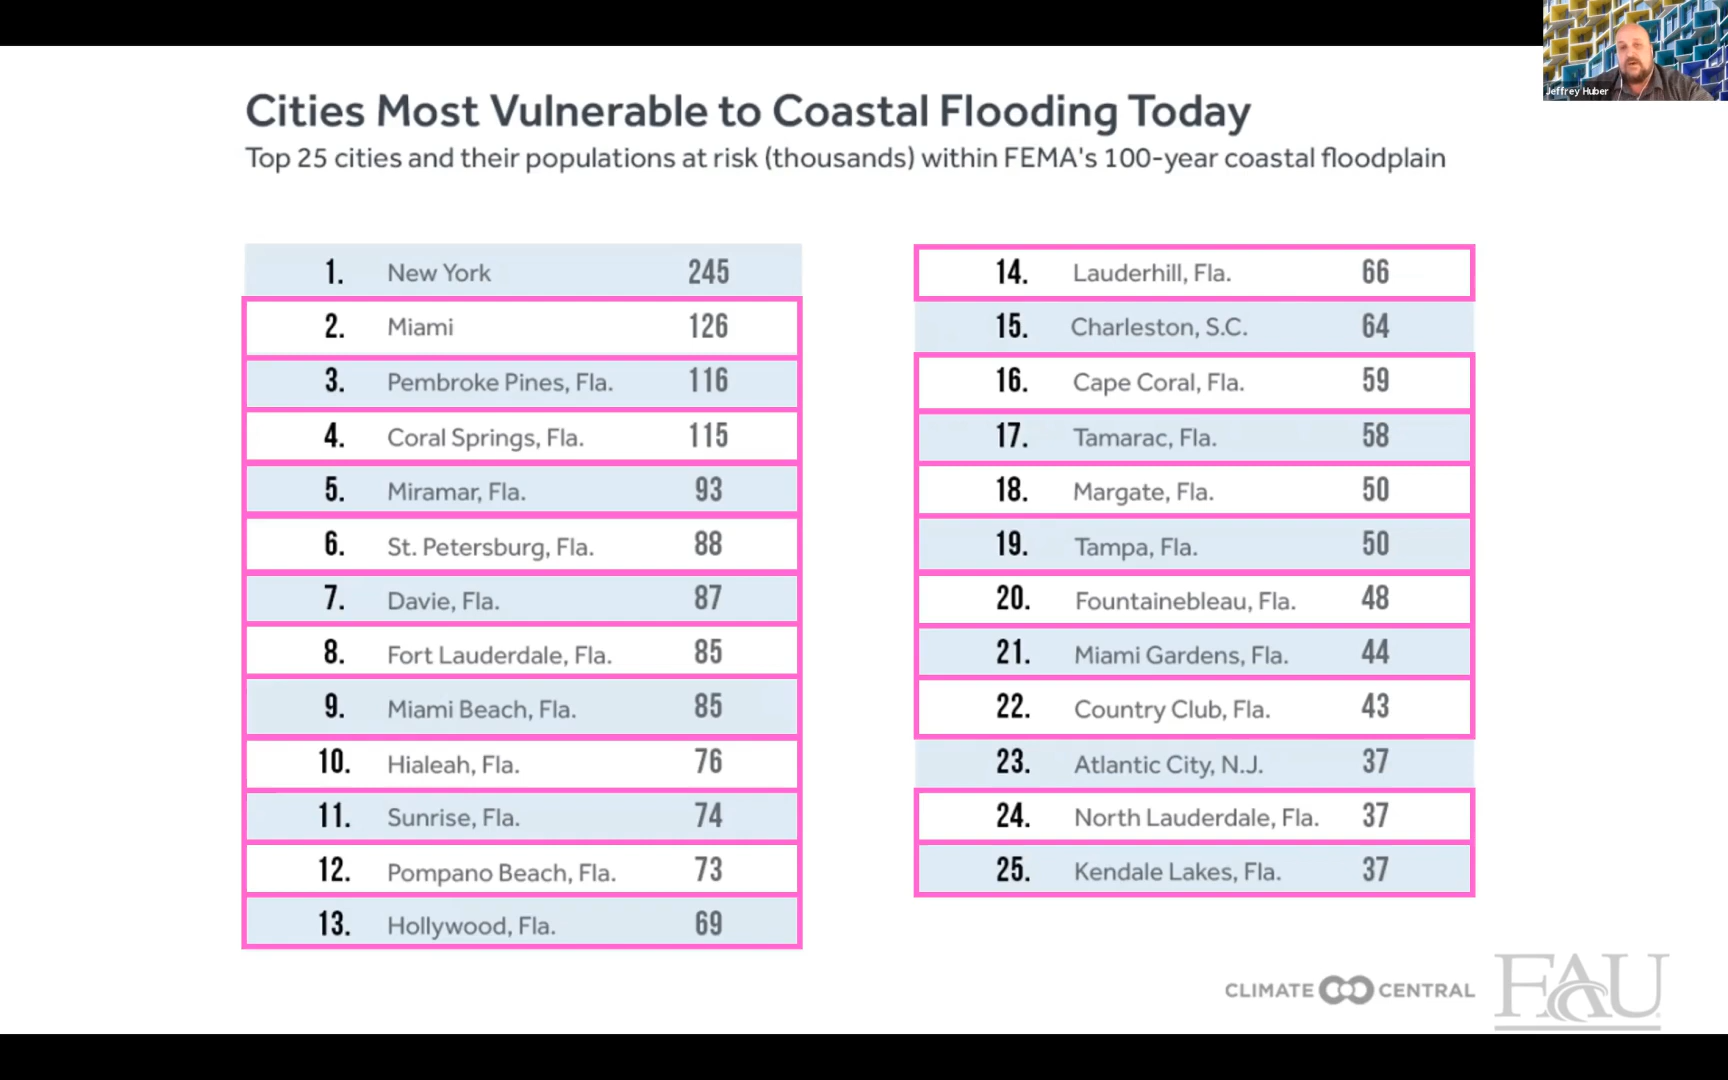 Jeffrey Huber
Cities Most Vulnerable to Coastal Flooding Today
Top 25 cities and their populations at risk (thousands) within FEMA's 100-year coastal floodplain
1. New York 245
2. Miami 126
3. Pembroke Pines, Fla. 116
4. Coral Springs, Fla. 115
5. Miramar, Fla. 93
6. St. Petersburg, Fla. 88
7. Davie, Fla. 87
8. Fort Lauderdale, Fla. 85
9. Miami Beach, Fla. 85
10. Hialeah, Fla. 76
11. Sunrise, Fla. 74
12. Pompano Beach, Fla. 73
13. Hollywood, Fla. 69
14. Lauderhill, Fla. 66
15. Charleston, S.C. 64
16. Cape Coral, Fla. 59
17. Tamarac, Fla. 58
18. Margate, Fla. 50
19. Tampa, Fla. 50
20. Fountainebleau, Fla. 48
21. Miami Gardens, Fla. 44
22. Country Club, Fla. 43
23. Atlantic City, N.J. 37
24. North Lauderdale, Fla. 37
25. Kendale Lakes, Fla. 37
CLIMATE CENTRAL
FAU